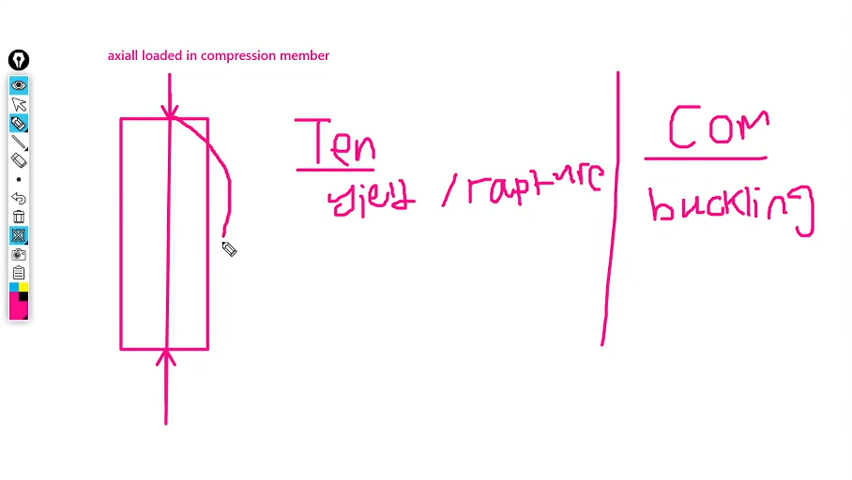 axiall loaded in compression member
Ten
yield / rapture
Com
buckling